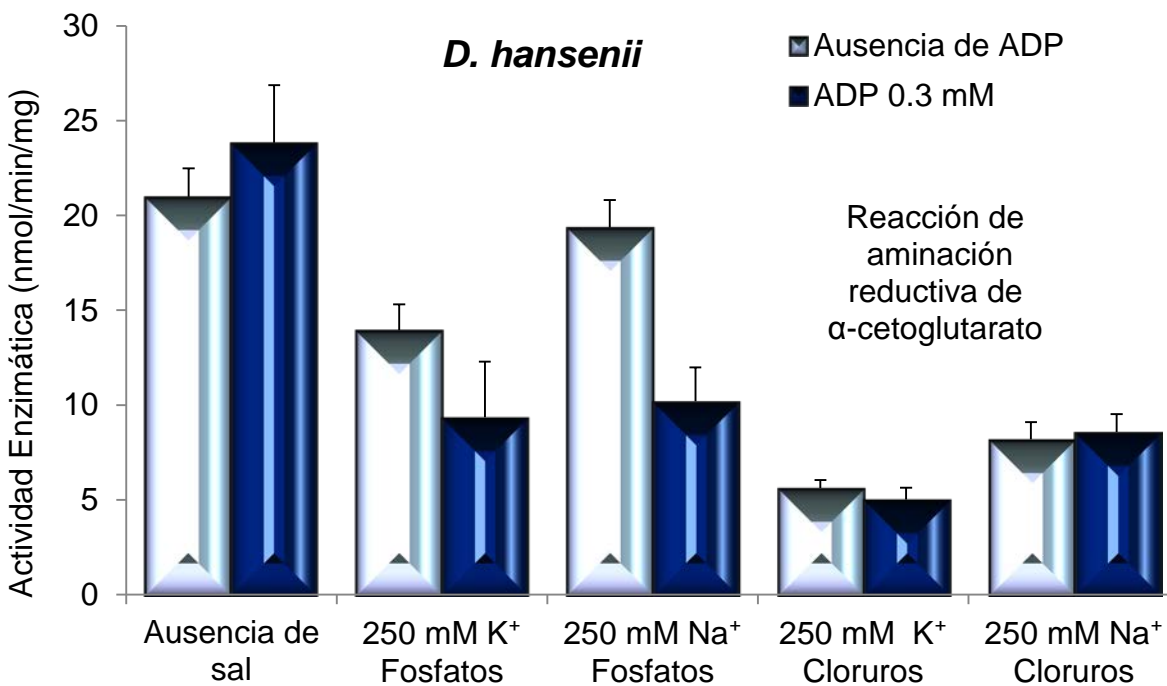 D. hansenii
Ausencia de ADP
ADP 0.3 mM
Reacción de
aminación
reductiva de
α-cetoglutarato
Actividad Enzimática (nmol/min/mg)
30
25
20
15
10
5
0
Ausencia de
sal
250 mM K⁺
Fosfatos
250 mM Na⁺
Fosfatos
250 mM K⁺
Cloruros
250 mM Na⁺
Cloruros